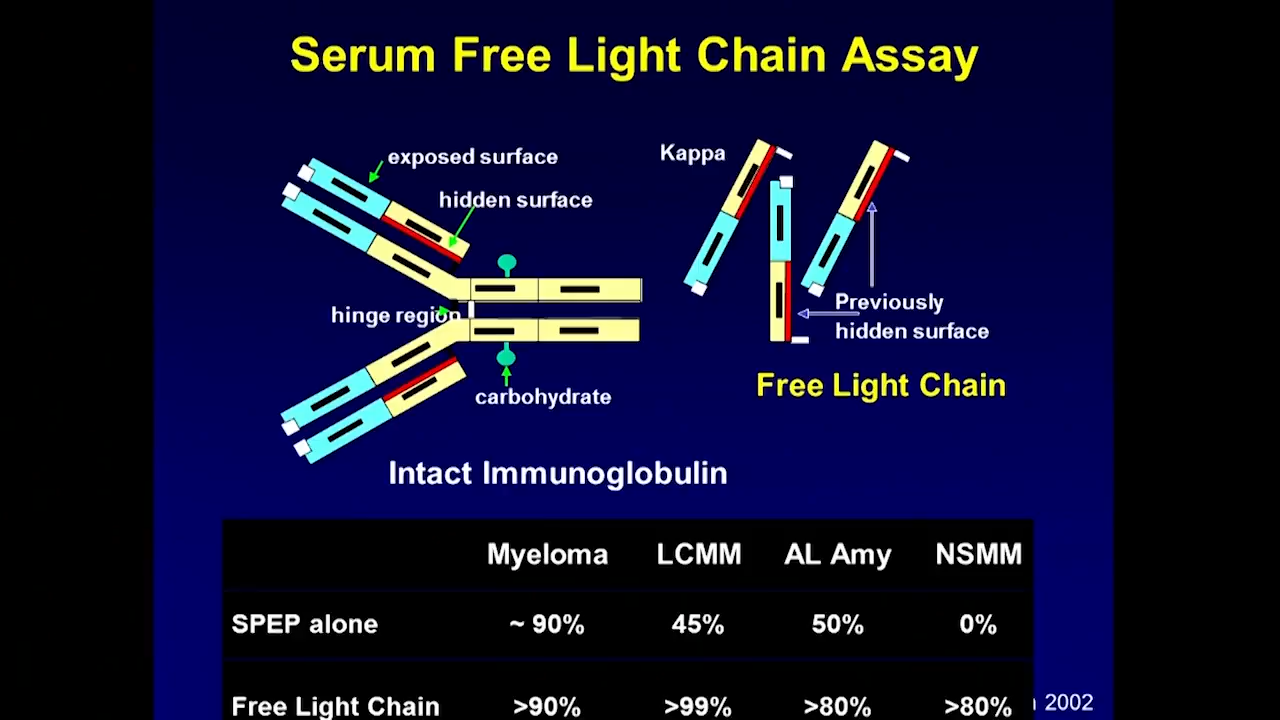 Serum Free Light Chain Assay
exposed surface
hidden surface
hinge region
carbohydrate
Intact Immunoglobulin
Kappa
Previously
hidden surface
Free Light Chain
Myeloma LCMM AL Amy NSMM
SPEP alone ~ 90% 45% 50% 0%
Free Light Chain >90% >99% >80% >80%
2002